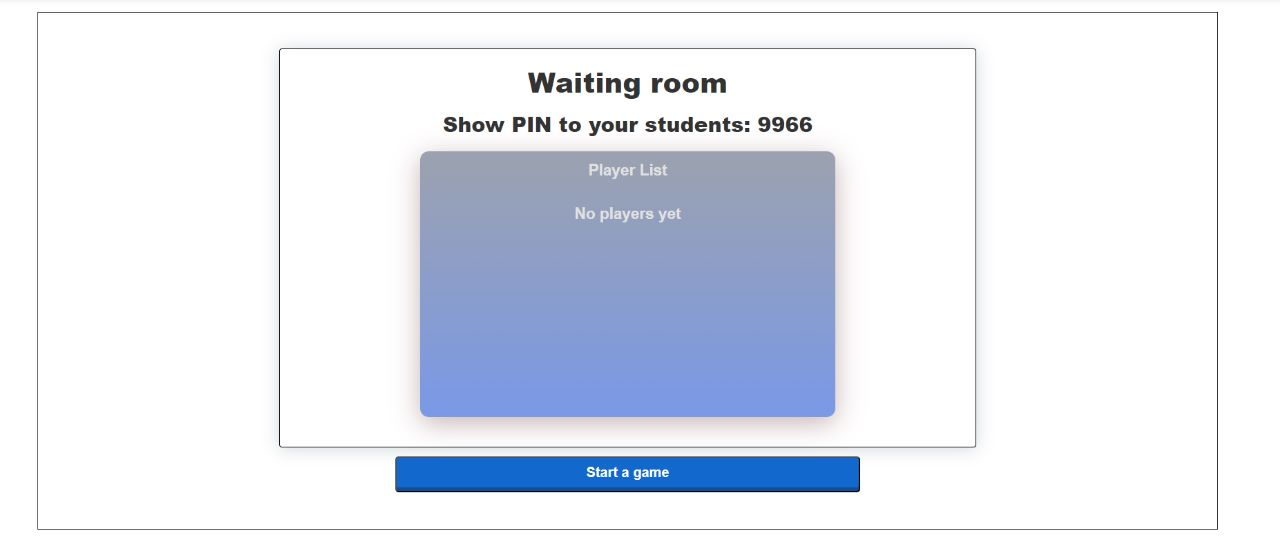 Waiting room
Show PIN to your students: 9966
Player List
No players yet
Start a game